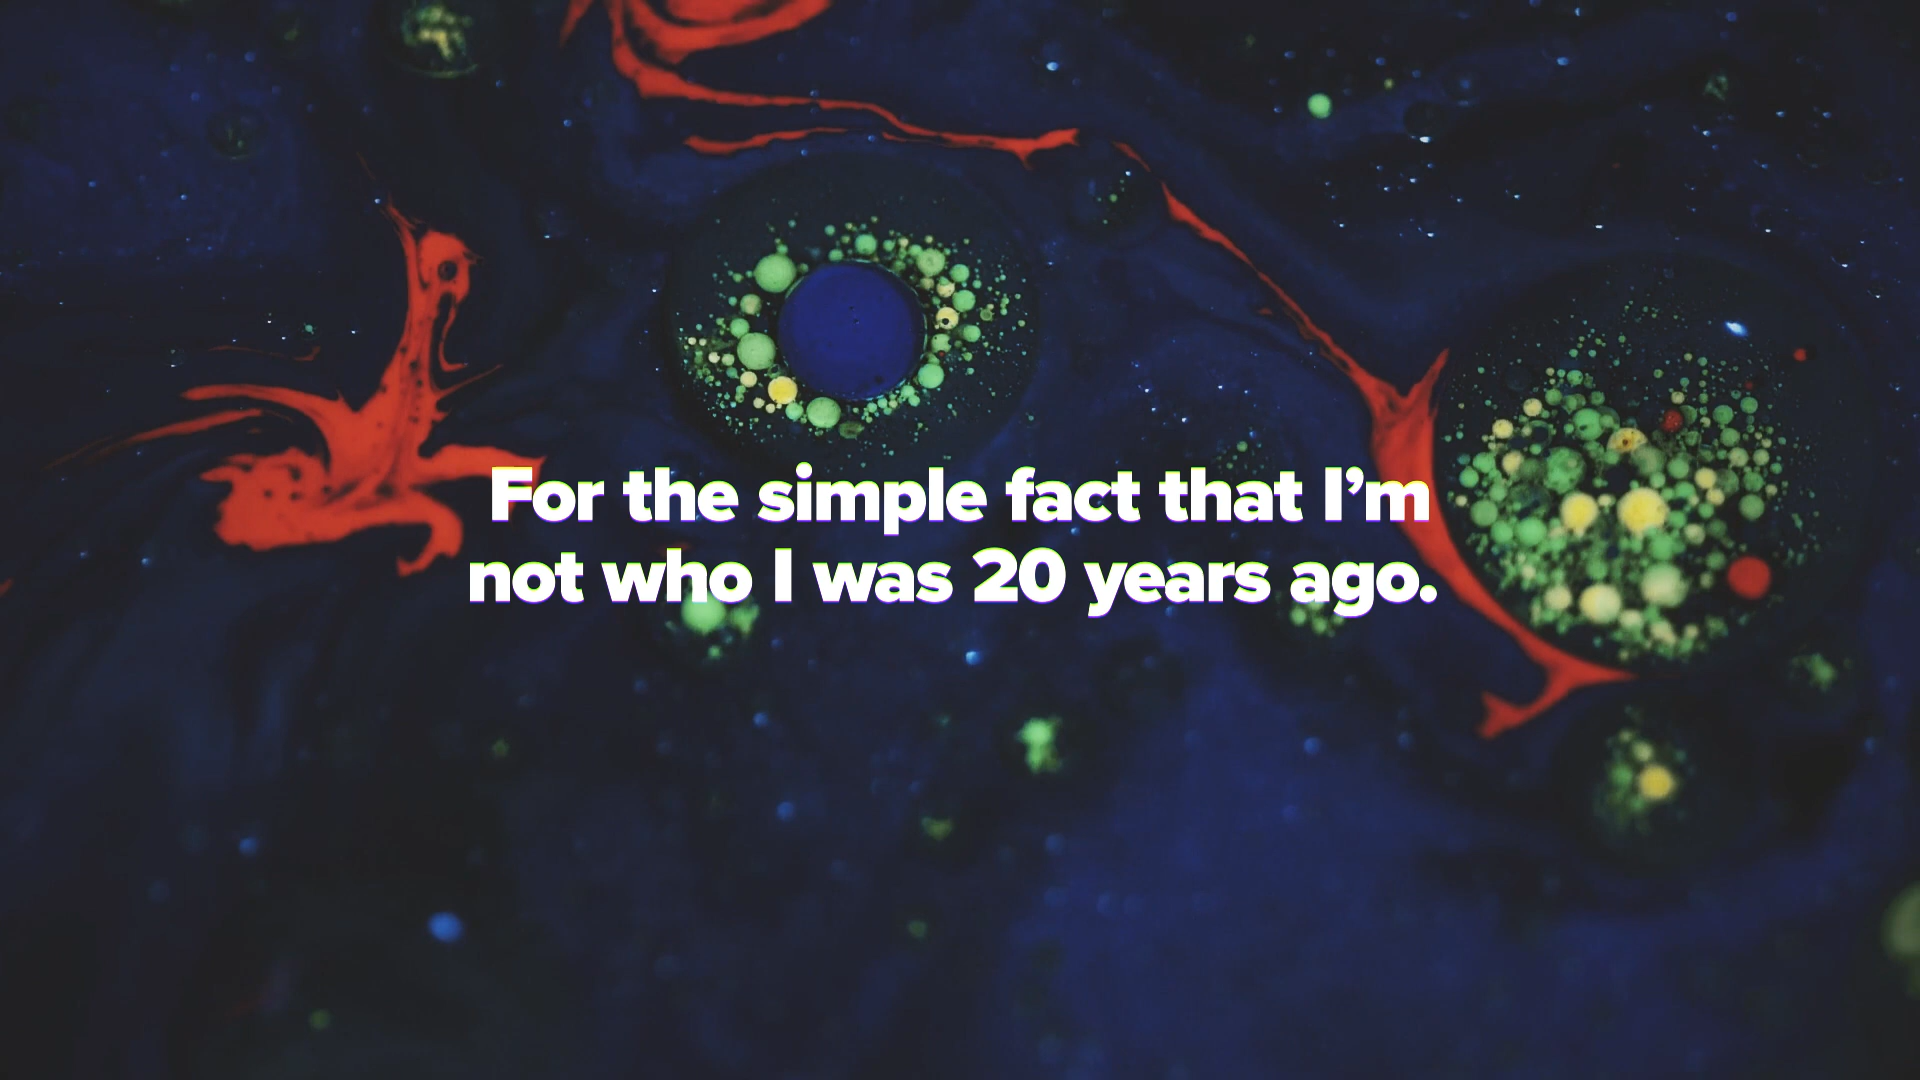 For the simple fact that I’m
not who I was 20 years ago.